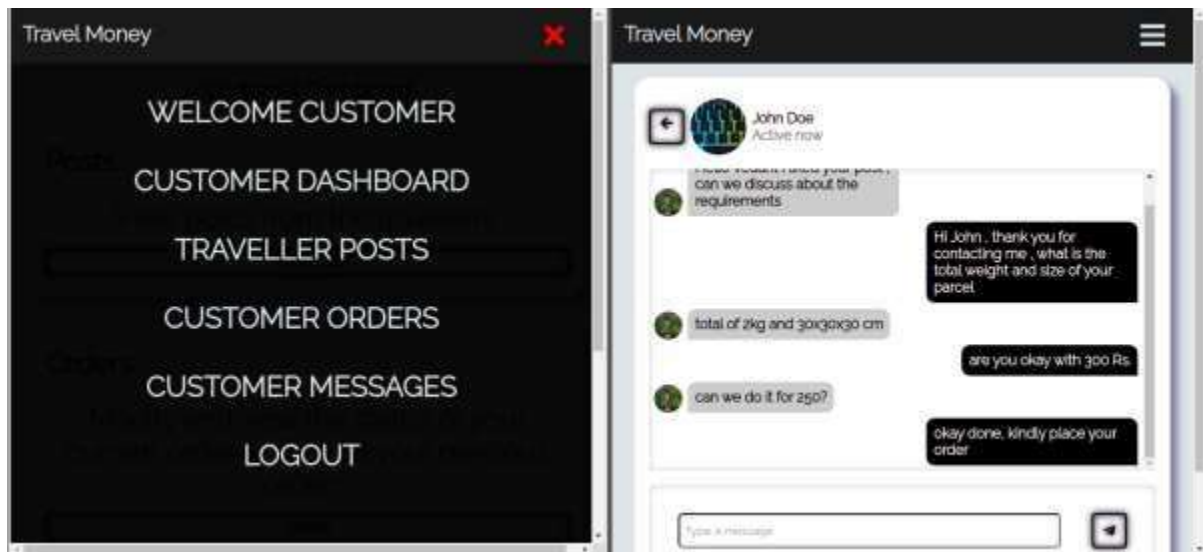 Travel Money
WELCOME CUSTOMER
Posts
CUSTOMER DASHBOARD
TRAVELLER POSTS
CUSTOMER ORDERS
Orders
CUSTOMER MESSAGES
LOGOUT
Travel Money
John Doe
Active now
can we discuss about the
requirements
Hi John , thank you for
contacting me , what is the
total weight and size of your
parcel
total of 2kg and 30x30x30 cm
are you okay with 300 Rs
can we do it for 250?
okay done, kindly place your
order
Type a message